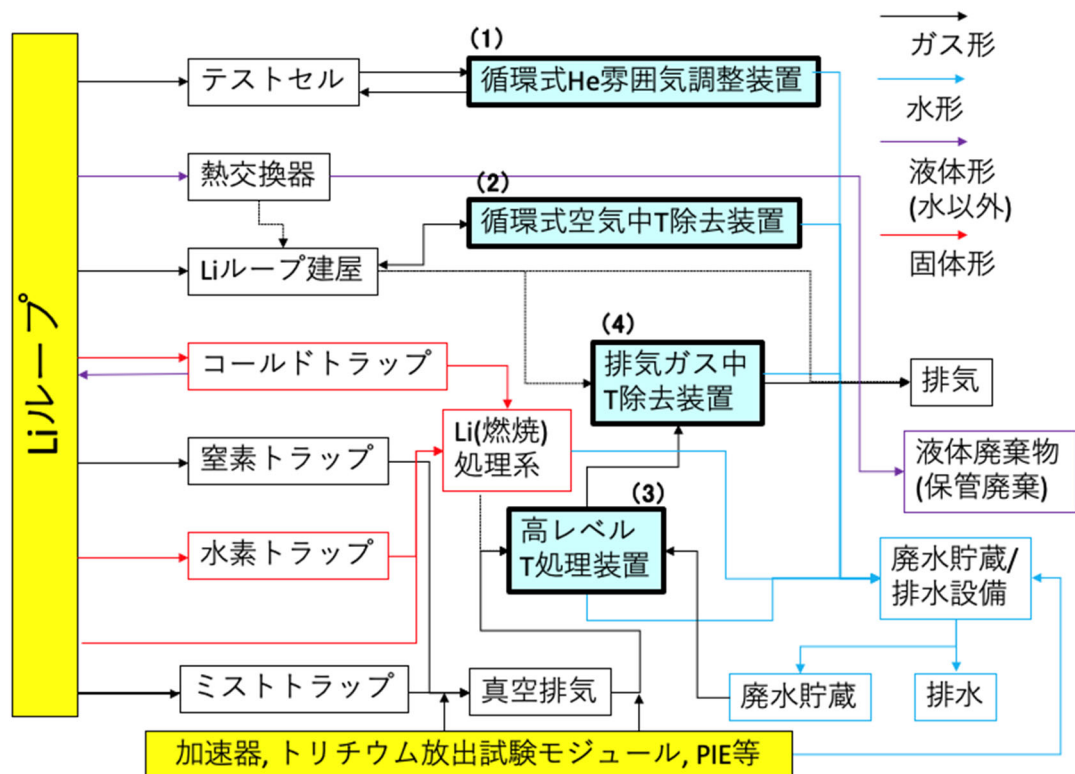 Liループ
テストセル
(1)
循環式He雰囲気調整装置
熱交換器
(2)
循環式空気中T除去装置
Liループ建屋
コールドトラップ
(4)
排気ガス中
T除去装置
排気
Li(燃焼)
処理系
窒素トラップ
液体廃棄物
(保管廃棄)
(3)
高レベル
T処理装置
水素トラップ
廃水貯蔵/
排水設備
ミストトラップ
真空排気
廃水貯蔵
排水
加速器, トリチウム放出試験モジュール, PIE等
ガス形
水形
液体形
(水以外)
固体形